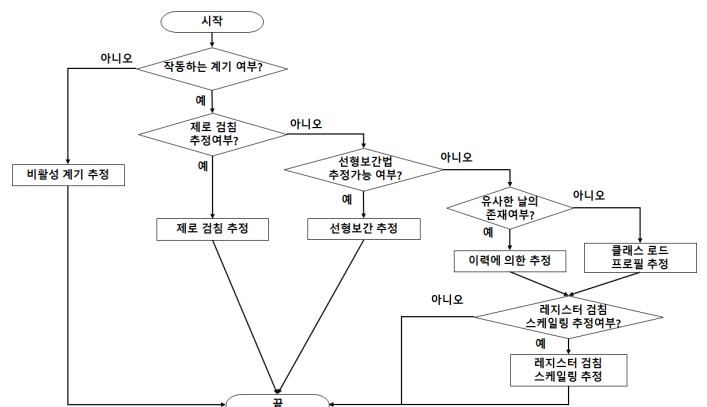 시작
작동하는 계기 여부?
아니오
예
제로 검침
추정여부?
아니오
예
비활성 계기 추정
선형보간법
추정가능 여부?
아니오
예
유사한 날의
존재여부?
아니오
예
제로 검침 추정
선형보간 추정
이력에 의한 추정
클래스 로드
프로필 추정
레지스터 검침
스케일링 추정여부?
아니오
예
레지스터 검침
스케일링 추정
끝